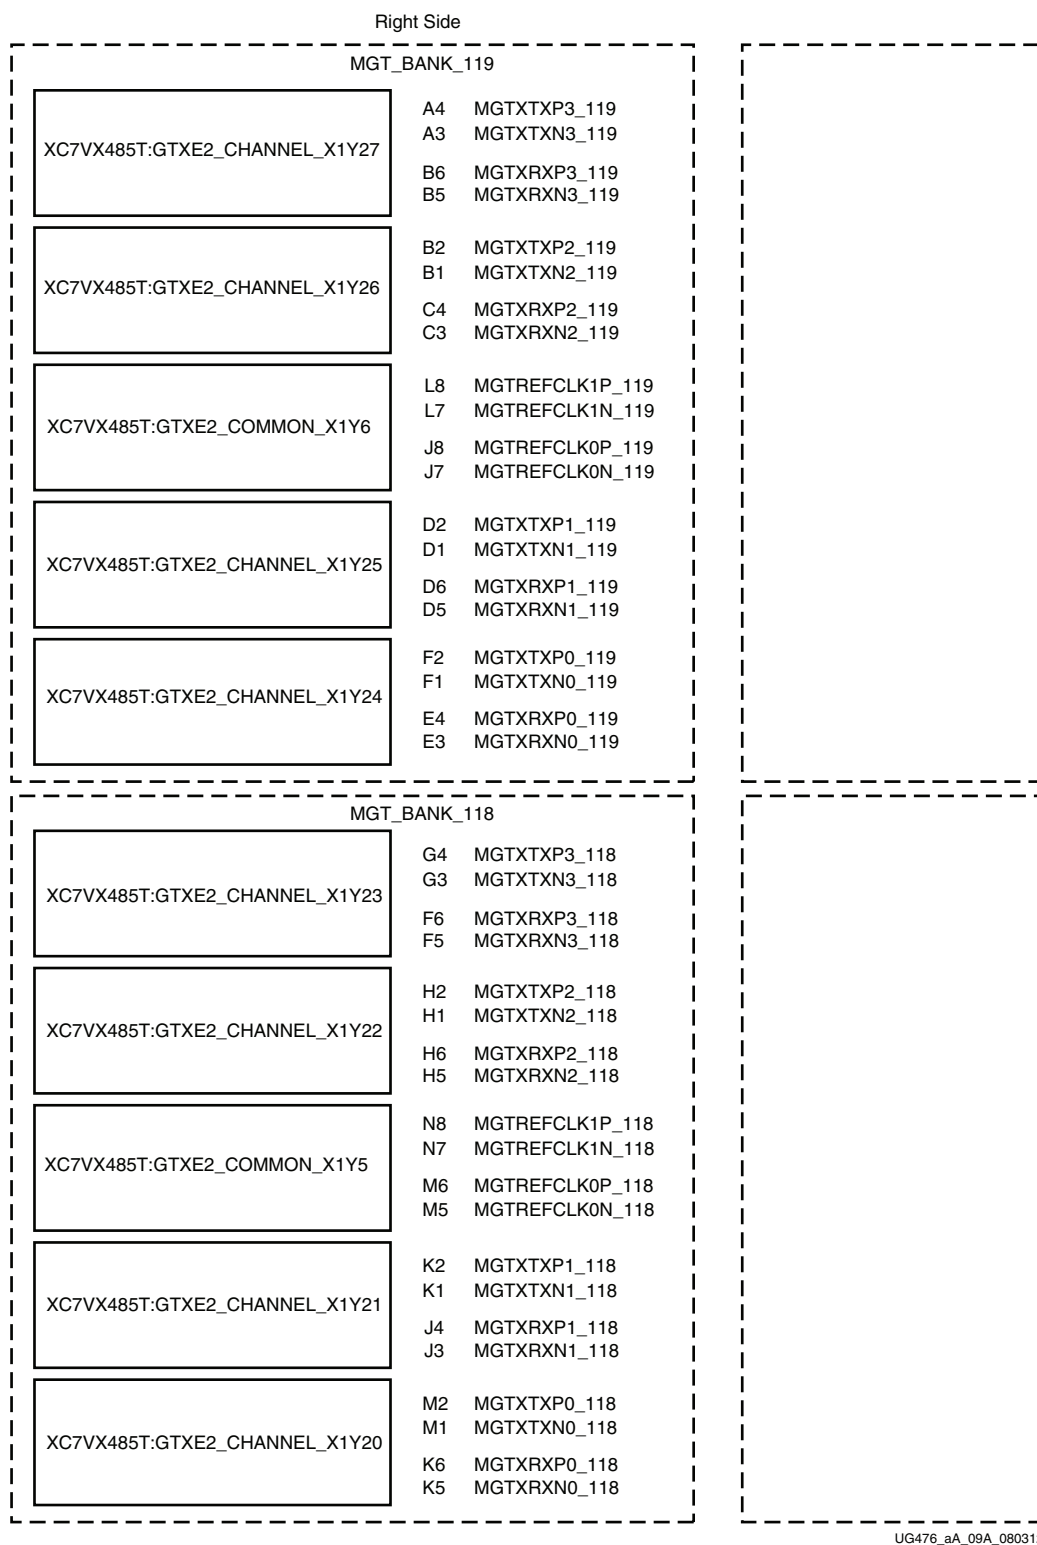 Right Side
MGT_BANK_119
XC7VX485T:GTXE2_CHANNEL_X1Y27
A4 MGTXTXP3_119
A3 MGTXTXN3_119
B6 MGTXRXP3_119
B5 MGTXRXN3_119
XC7VX485T:GTXE2_CHANNEL_X1Y26
B2 MGTXTXP2_119
B1 MGTXTXN2_119
C4 MGTXRXP2_119
C3 MGTXRXN2_119
XC7VX485T:GTXE2_COMMON_X1Y6
L8 MGTREFCLK1P_119
L7 MGTREFCLK1N_119
J8 MGTREFCLK0P_119
J7 MGTREFCLK0N_119
XC7VX485T:GTXE2_CHANNEL_X1Y25
D2 MGTXTXP1_119
D1 MGTXTXN1_119
D6 MGTXRXP1_119
D5 MGTXRXN1_119
XC7VX485T:GTXE2_CHANNEL_X1Y24
F2 MGTXTXP0_119
F1 MGTXTXN0_119
E4 MGTXRXP0_119
E3 MGTXRXN0_119
MGT_BANK_118
XC7VX485T:GTXE2_CHANNEL_X1Y23
G4 MGTXTXP3_118
G3 MGTXTXN3_118
F6 MGTXRXP3_118
F5 MGTXRXN3_118
XC7VX485T:GTXE2_CHANNEL_X1Y22
H2 MGTXTXP2_118
H1 MGTXTXN2_118
H6 MGTXRXP2_118
H5 MGTXRXN2_118
XC7VX485T:GTXE2_COMMON_X1Y5
N8 MGTREFCLK1P_118
N7 MGTREFCLK1N_118
M6 MGTREFCLK0P_118
M5 MGTREFCLK0N_118
XC7VX485T:GTXE2_CHANNEL_X1Y21
K2 MGTXTXP1_118
K1 MGTXTXN1_118
J4 MGTXRXP1_118
J3 MGTXRXN1_118
XC7VX485T:GTXE2_CHANNEL_X1Y20
M2 MGTXTXP0_118
M1 MGTXTXN0_118
K6 MGTXRXP0_118
K5 MGTXRXN0_118